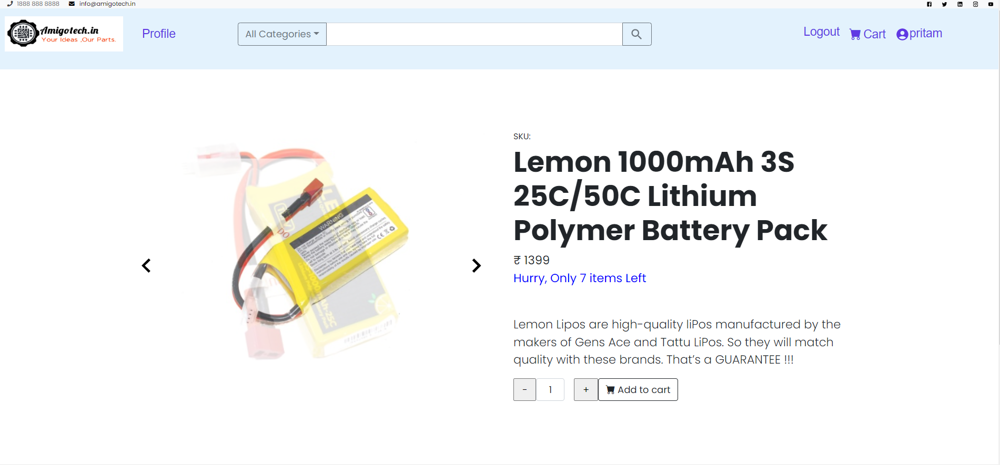 1888 888 8888 info@amigotech.in
Amigotech.in
Your Ideas ,Our Parts.
Profile
All Categories
Logout
Cart
pritam
SKU:
Lemon 1000mAh 3S
25C/50C Lithium
Polymer Battery Pack
₹ 1399
Hurry, Only 7 items Left
Lemon Lipos are high-quality liPos manufactured by the
makers of Gens Ace and Tattu LiPos. So they will match
quality with these brands. That’s a GUARANTEE !!!
- 1 + Add to cart
WARNING
DO